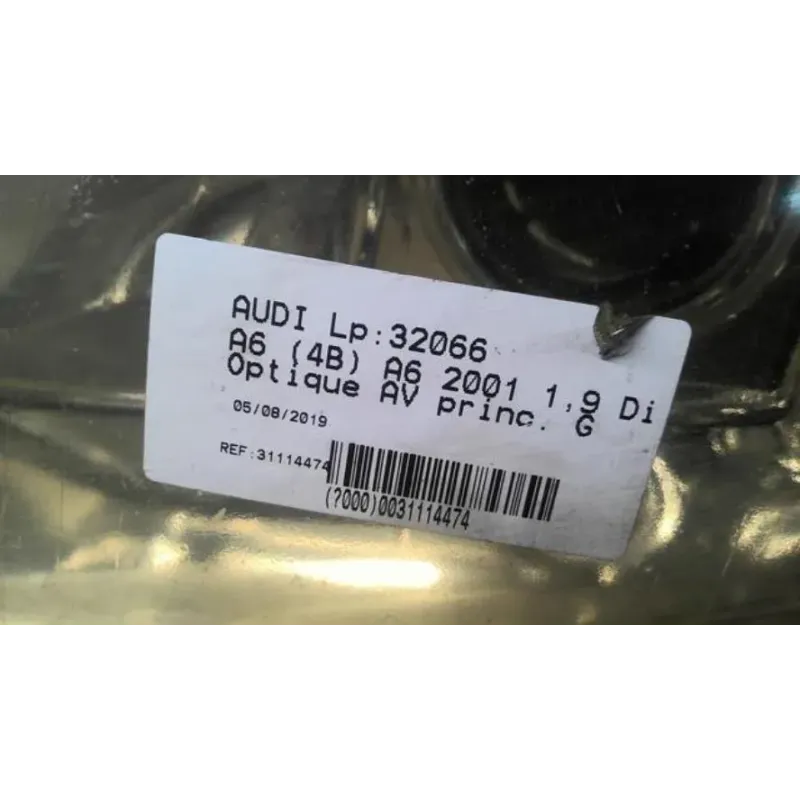 AUDI Lp:32066
A6 (4B) A6 2001 1,9 Di
Optique AV princ. G
05/08/2019
REF:31114474
(?000)0031114474